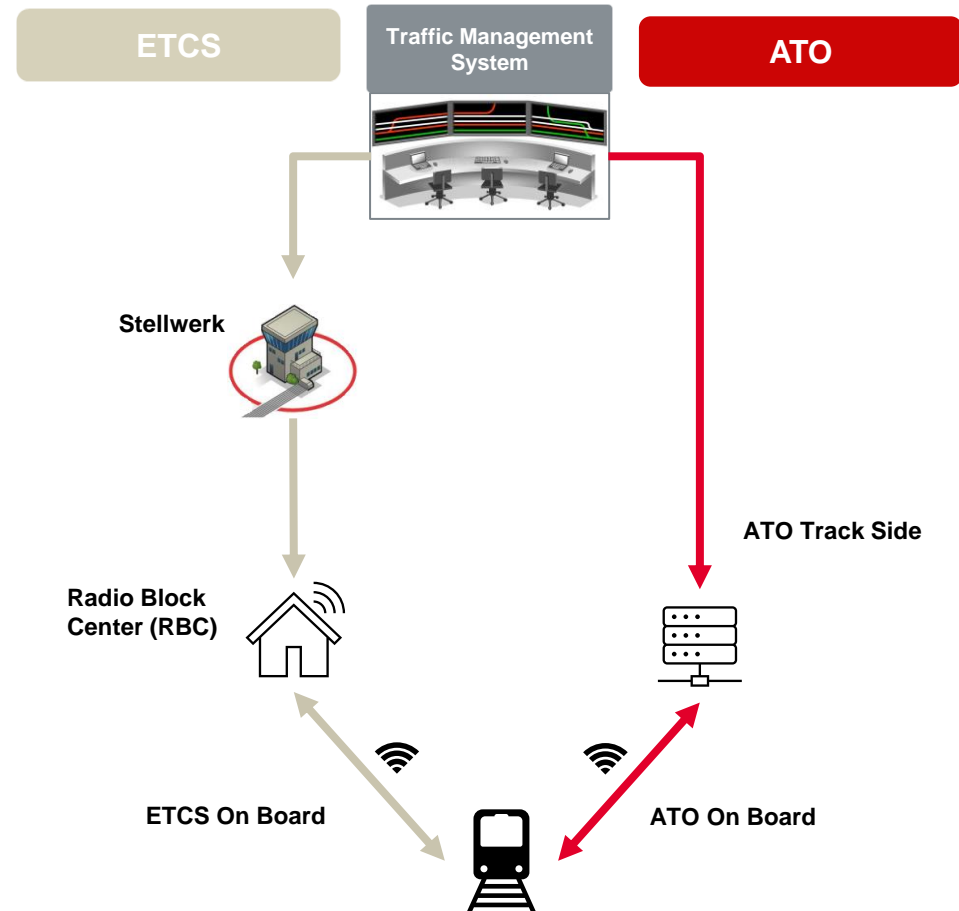 ETCS
Traffic Management
System
ATO
Stellwerk
ATO Track Side
Radio Block
Center (RBC)
ETCS On Board
ATO On Board